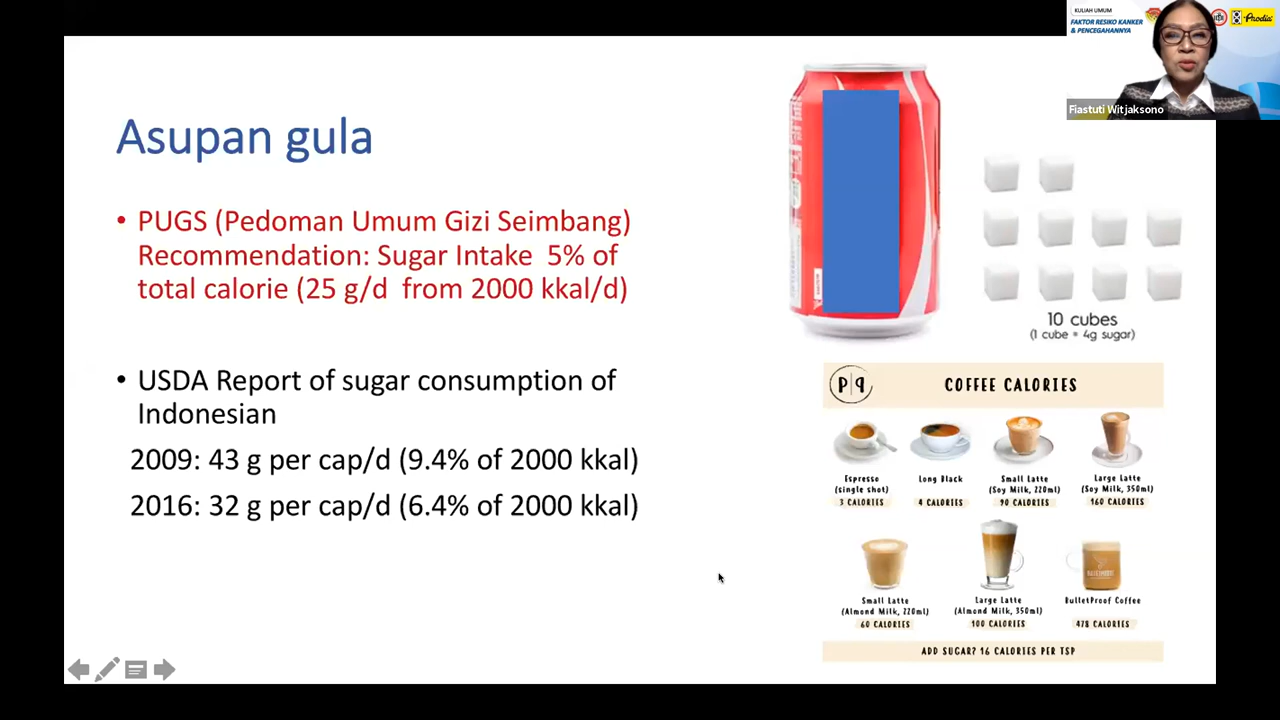 KULIAH UMUM
FAKTOR RESIKO KANKER
& PENCEGAHANNYA
Prodia
Fiastuti Witjaksono
Asupan gula
• PUGS (Pedoman Umum Gizi Seimbang)
Recommendation: Sugar Intake 5% of
total calorie (25 g/d from 2000 kkal/d)
• USDA Report of sugar consumption of
Indonesian
2009: 43 g per cap/d (9.4% of 2000 kkal)
2016: 32 g per cap/d (6.4% of 2000 kkal)
10 cubes
(1 cube = 4g sugar)
P|q
COFFEE CALORIES
Espresso
(single shot)
3 CALORIES
Long Black
4 CALORIES
Small Latte
(Soy Milk, 220ml)
90 CALORIES
Large Latte
(Soy Milk, 350ml)
160 CALORIES
Small Latte
(Almond Milk, 220ml)
60 CALORIES
Large Latte
(Almond Milk, 350ml)
100 CALORIES
BulletProof Coffee
478 CALORIES
ADD SUGAR? 16 CALORIES PER TSP